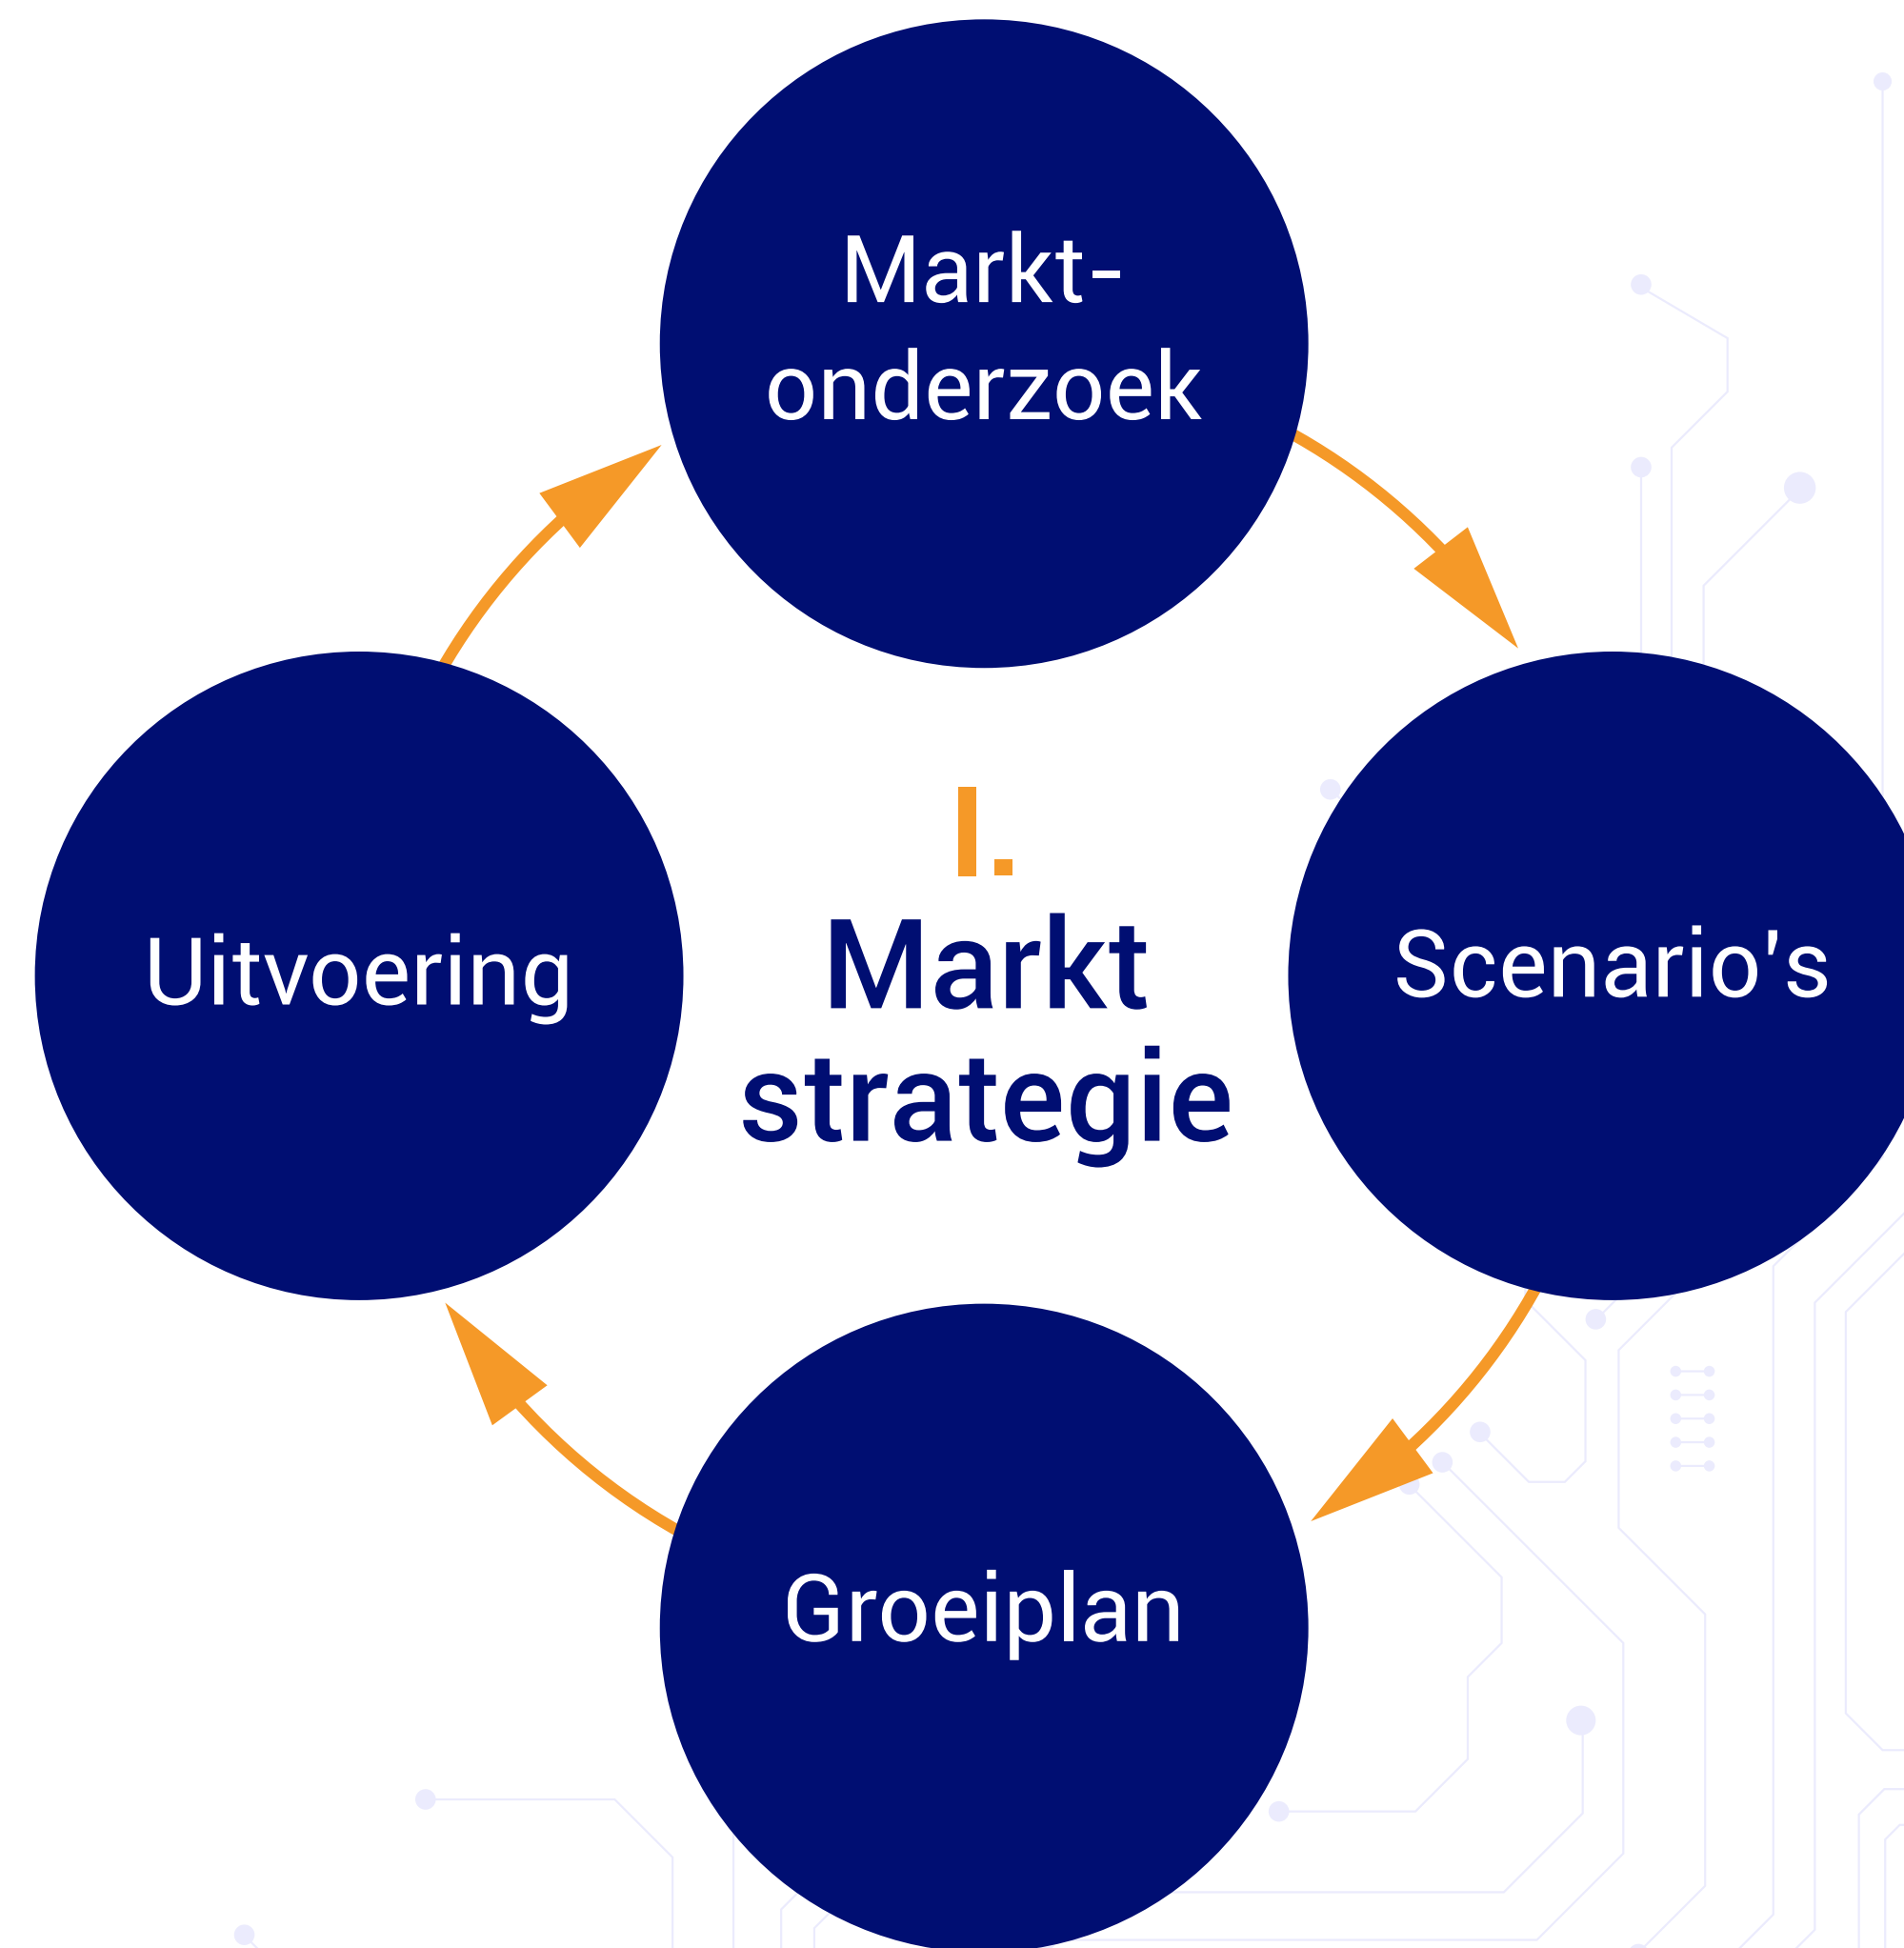 Markt-
onderzoek
I.
Markt
strategie
Uitvoering
Scenario's
Groeiplan